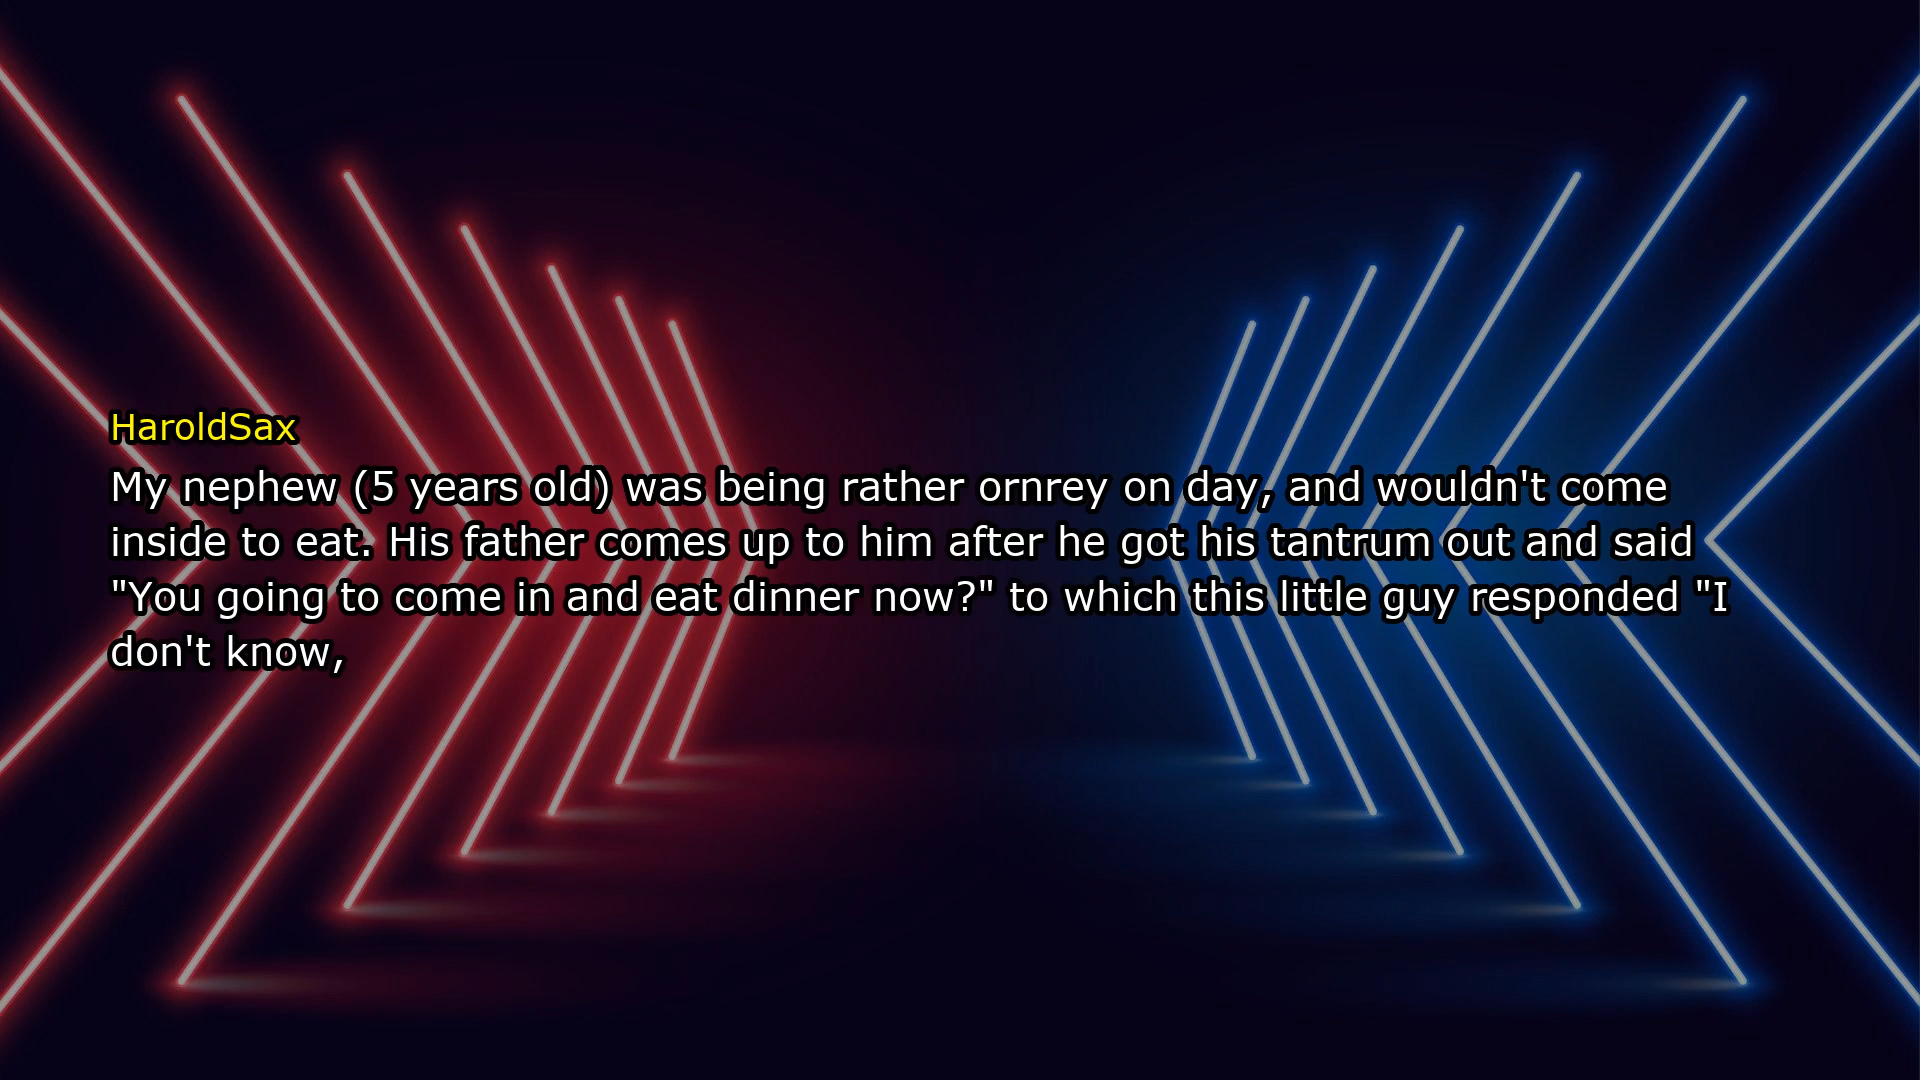 HaroldSax
My nephew (5 years old) was being rather ornrey on day, and wouldn't come
inside to eat. His father comes up to him after he got his tantrum out and said
"You going to come in and eat dinner now?" to which this little guy responded "I
don't know,